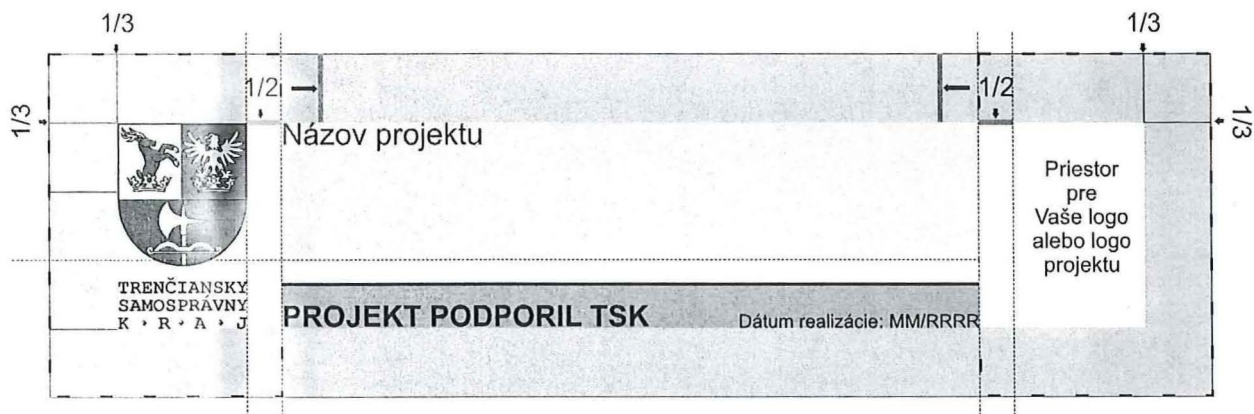 1/3
1/3
1/2
1/2
1/3
1/3
Názov projektu
Priestor
pre
Vaše logo
alebo logo
projektu
TRENČIANSKY
SAMOSPRÁVNY
K · R · A · J
PROJEKT PODPORIL TSK
Dátum realizácie: MM/RRRR